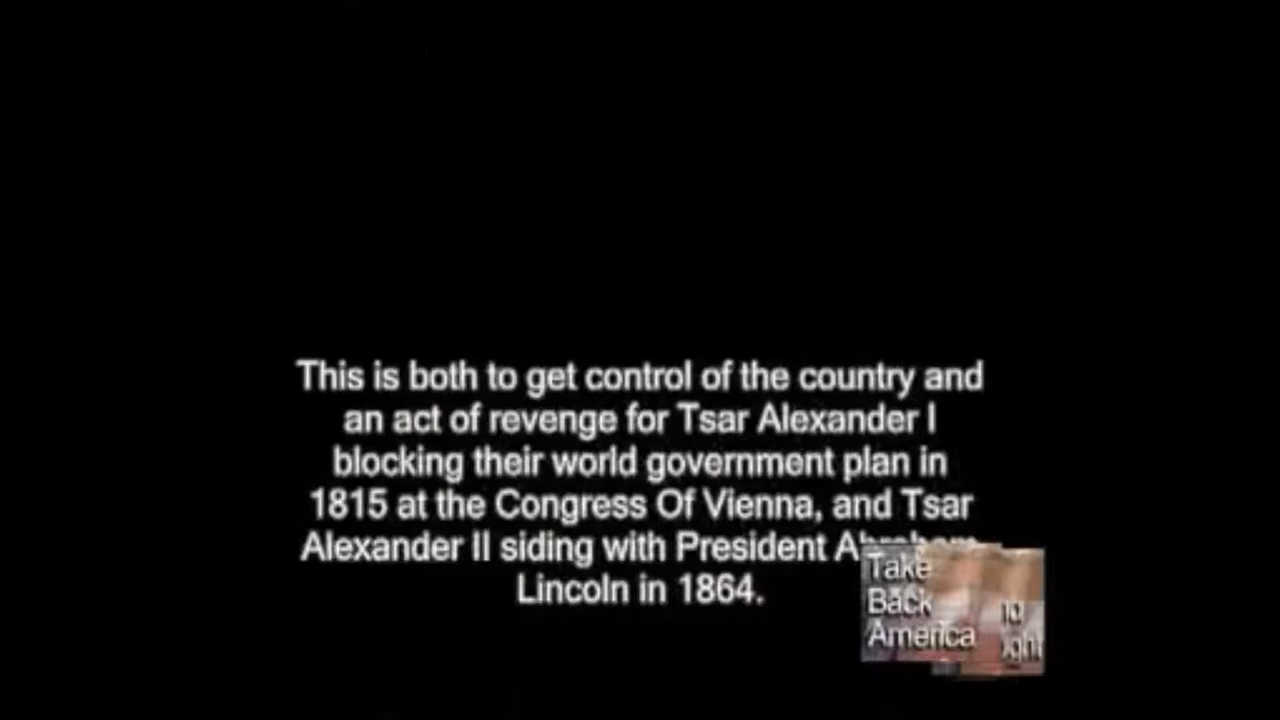 This is both to get control of the country and
an act of revenge for Tsar Alexander I
blocking their world government plan in
1815 at the Congress Of Vienna, and Tsar
Alexander II siding with President Abraham
Lincoln in 1864.
Take
Back
America